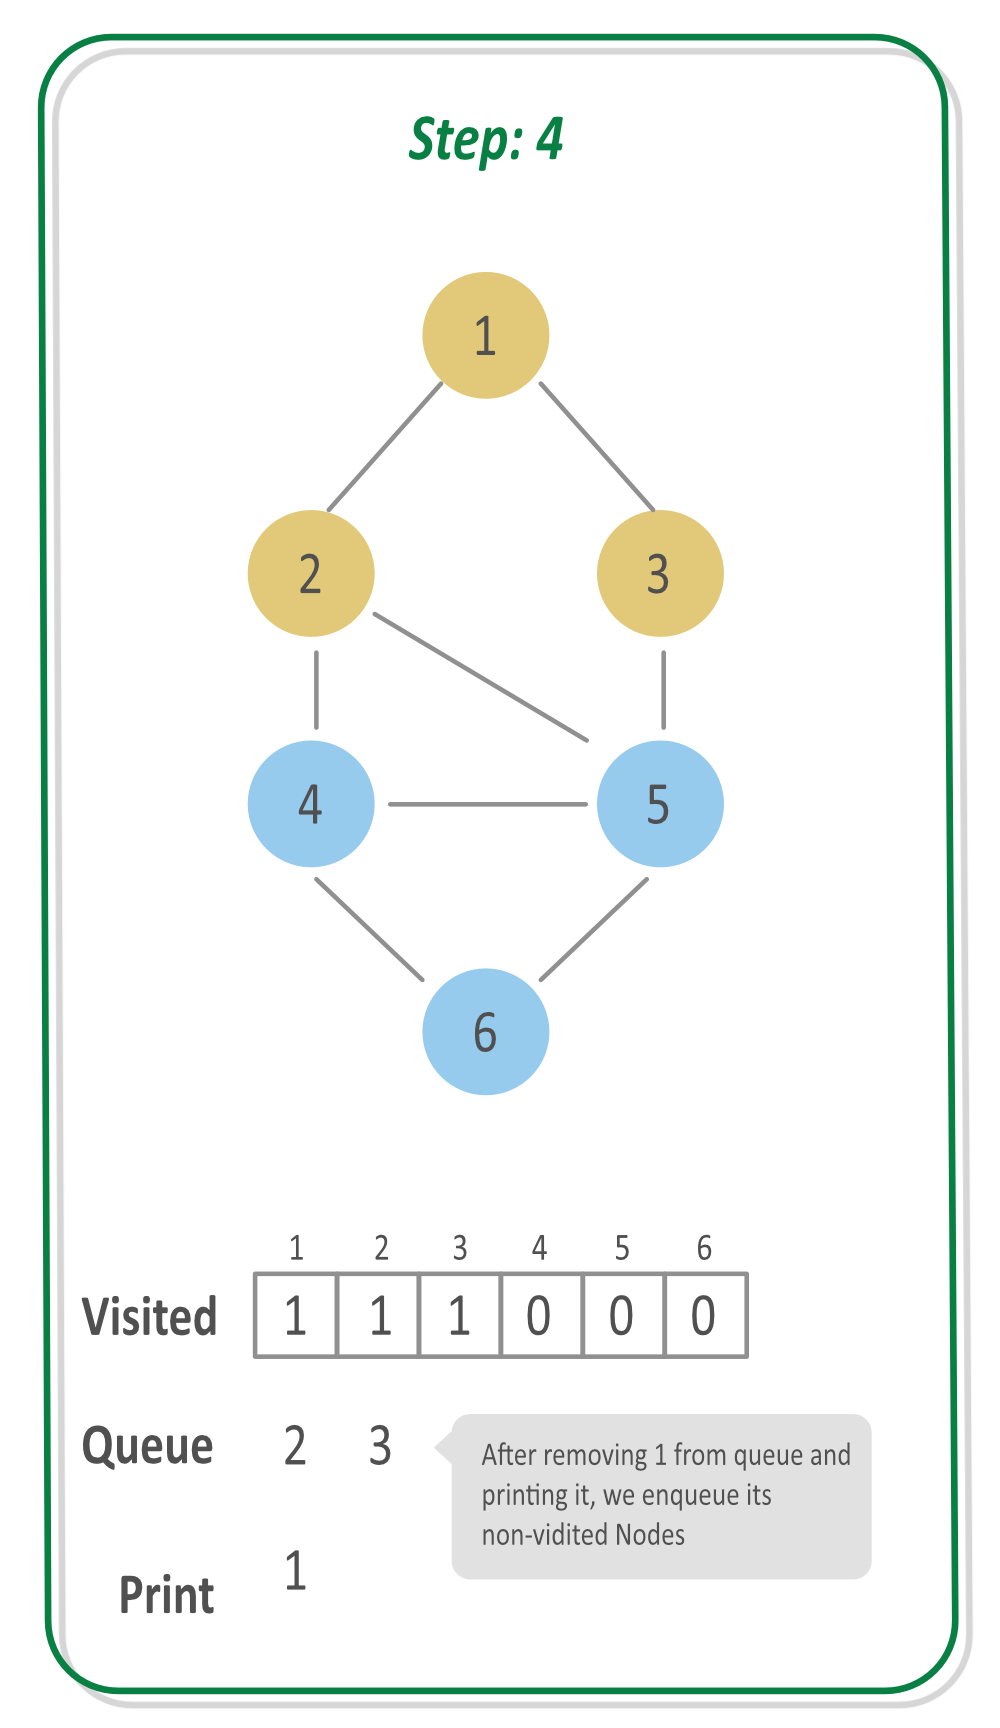 Step: 4
1
2 3
4 5
6
1 2 3 4 5 6
Visited 1 1 1 0 0 0
Queue 2 3
After removing 1 from queue and
printing it, we enqueue its
non-vidited Nodes
Print 1